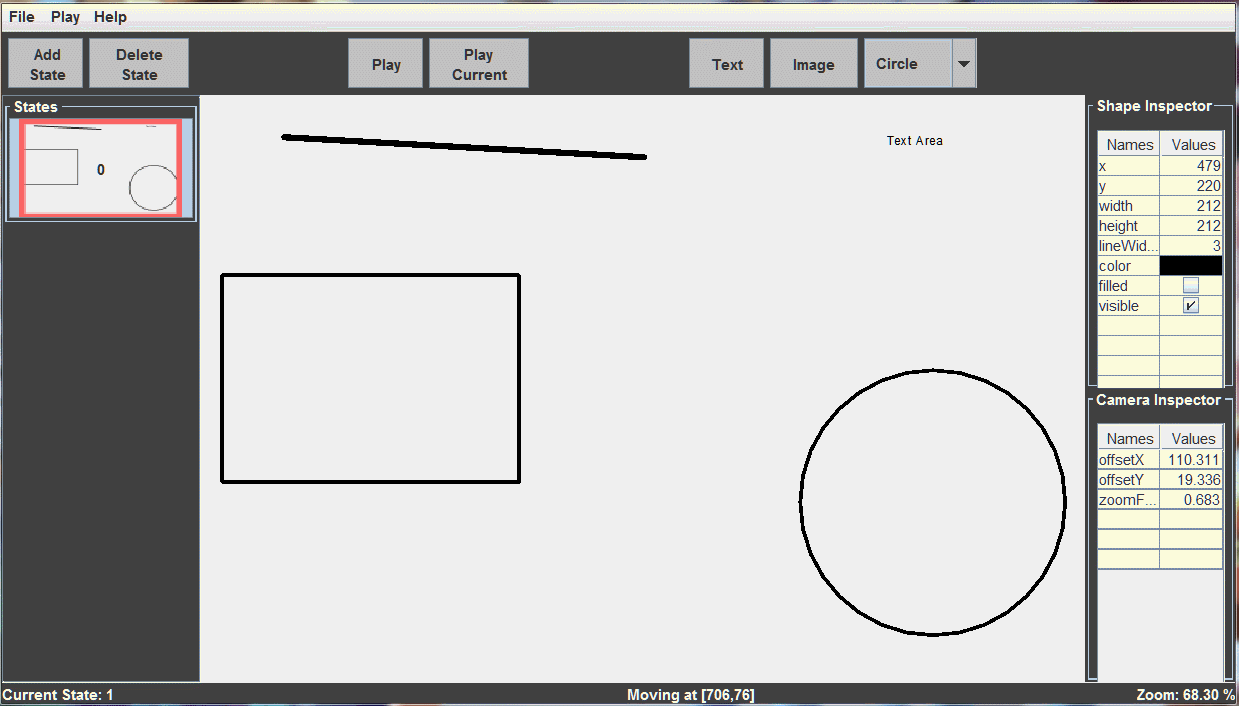 File Play Help
Add State
Delete State
Play
Play Current
Text
Image
Circle
States
0
Text Area
Shape Inspector
Names Values
x 479
y 220
width 212
height 212
lineWid... 3
color
filled
visible
Camera Inspector
Names Values
offsetX 110.311
offsetY 19.336
zoomF... 0.683
Current State: 1
Moving at [706,76]
Zoom: 68.30 %